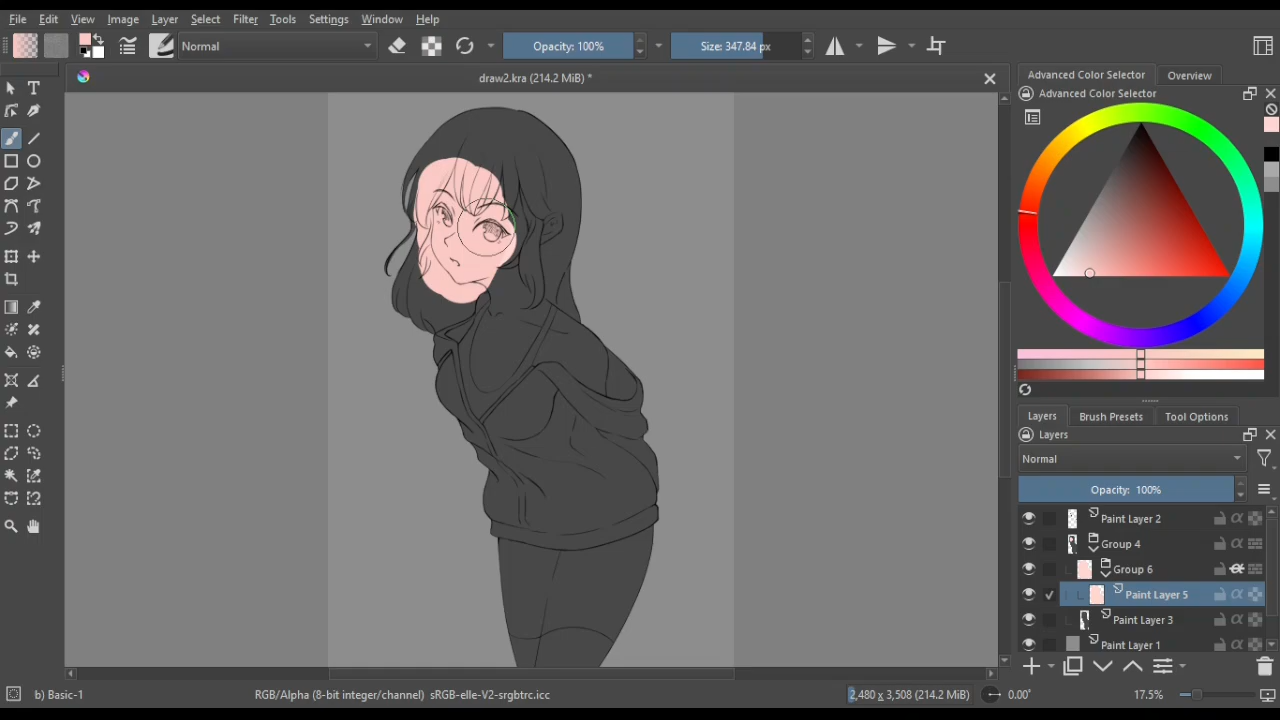 File Edit View Image Layer Select Filter Tools Settings Window Help
Normal Opacity: 100% Size: 347.84 px
draw2.kra (214.2 MiB) *
Advanced Color Selector Overview
Advanced Color Selector
Layers Brush Presets Tool Options
Layers
Normal
Opacity: 100%
Paint Layer 2
Group 4
Group 6
Paint Layer 5
Paint Layer 3
Paint Layer 1
b) Basic-1 RGB/Alpha (8-bit integer/channel) sRGB-elle-V2-srgbtrc.icc 2,480 x 3,508 (214.2 MiB) 0.00° 17.5%